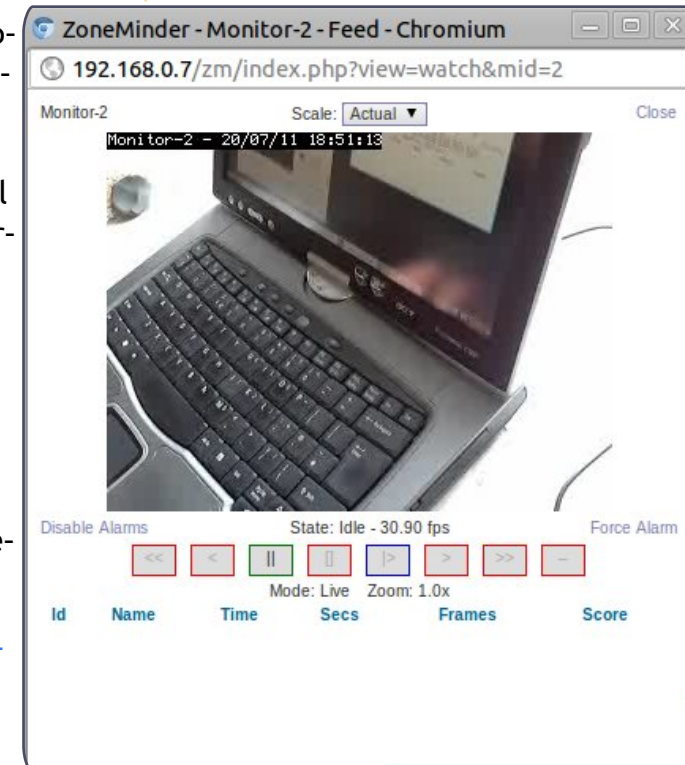 ZoneMinder - Monitor-2 - Feed - Chromium
192.168.0.7/zm/index.php?view=watch&mid=2
Monitor-2 Scale: Actual ▼ Close
Monitor-2 - 20/07/11 18:51:13
Disable Alarms State: Idle - 30.90 fps Force Alarm
<< < || [] |> > >> –
Mode: Live Zoom: 1.0x
Id Name Time Secs Frames Score